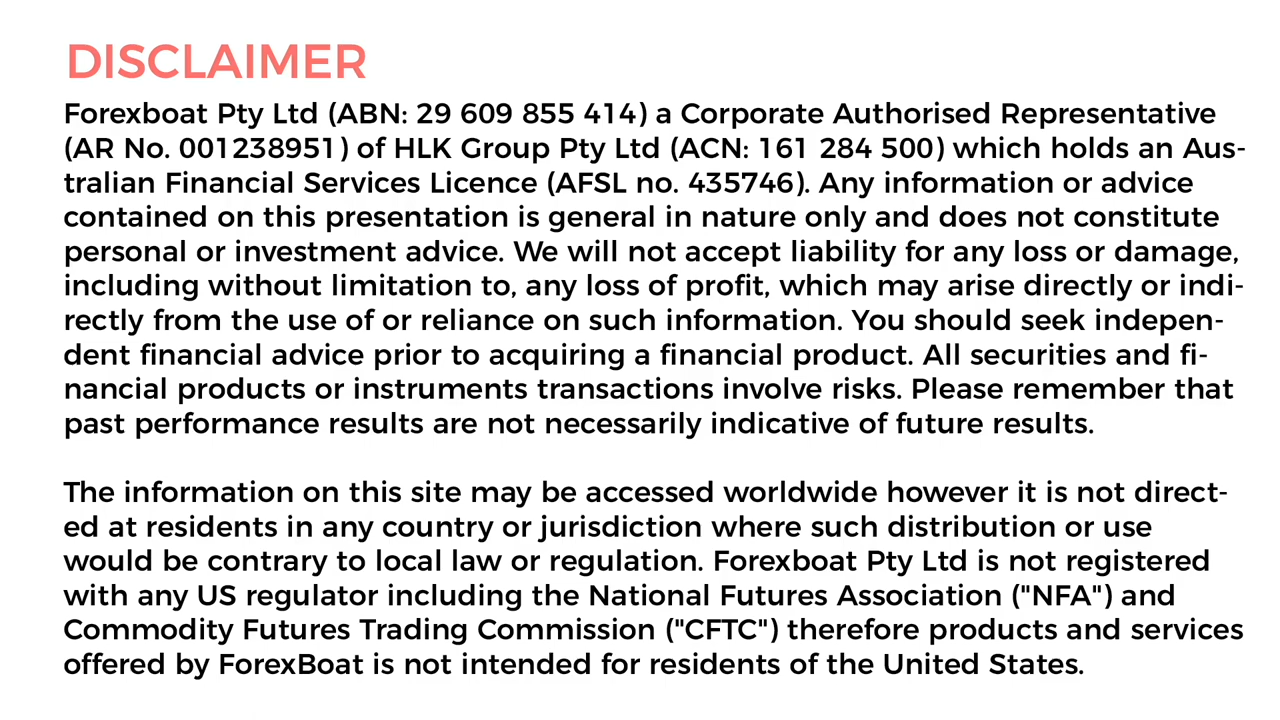 DISCLAIMER
Forexboat Pty Ltd (ABN: 29 609 855 414) a Corporate Authorised Representative
(AR No. 001238951) of HLK Group Pty Ltd (ACN: 161 284 500) which holds an Aus-
tralian Financial Services Licence (AFSL no. 435746). Any information or advice
contained on this presentation is general in nature only and does not constitute
personal or investment advice. We will not accept liability for any loss or damage,
including without limitation to, any loss of profit, which may arise directly or indi-
rectly from the use of or reliance on such information. You should seek indepen-
dent financial advice prior to acquiring a financial product. All securities and fi-
nancial products or instruments transactions involve risks. Please remember that
past performance results are not necessarily indicative of future results.
The information on this site may be accessed worldwide however it is not direct-
ed at residents in any country or jurisdiction where such distribution or use
would be contrary to local law or regulation. Forexboat Pty Ltd is not registered
with any US regulator including the National Futures Association ("NFA") and
Commodity Futures Trading Commission ("CFTC") therefore products and services
offered by ForexBoat is not intended for residents of the United States.